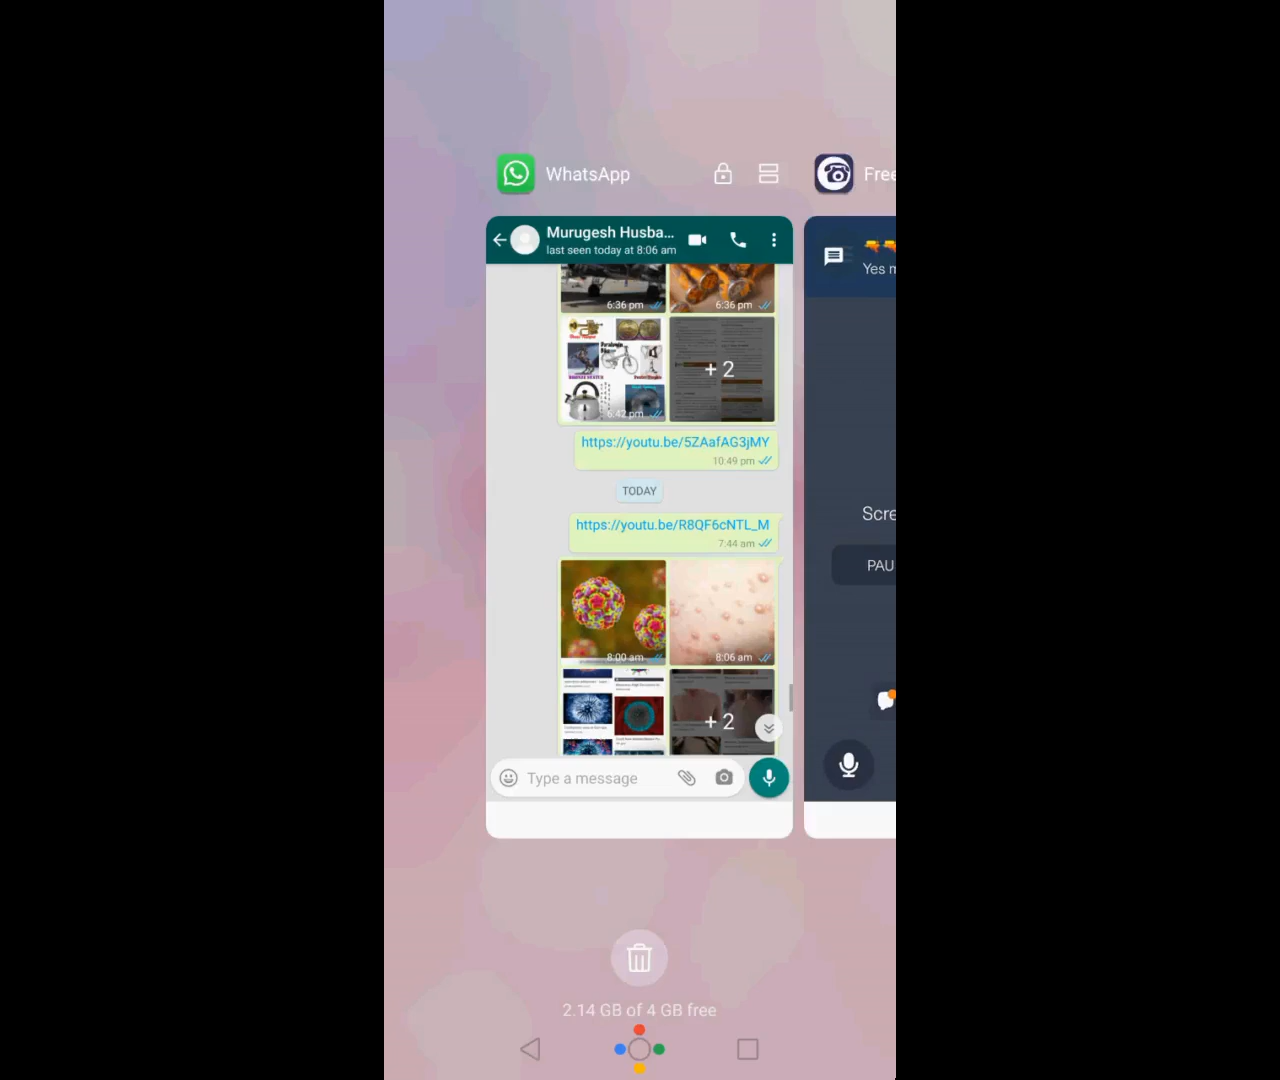 WhatsApp
Free
Murugesh Husba...
last seen today at 8:06 am
Yes m
6:36 pm
6:36 pm
+ 2
6:42 pm
https://youtu.be/5ZAafAG3jMY
10:49 pm
TODAY
https://youtu.be/R8QF6cNTL_M
7:44 am
Scre
PAU
8:00 am
8:06 am
+ 2
Type a message
2.14 GB of 4 GB free